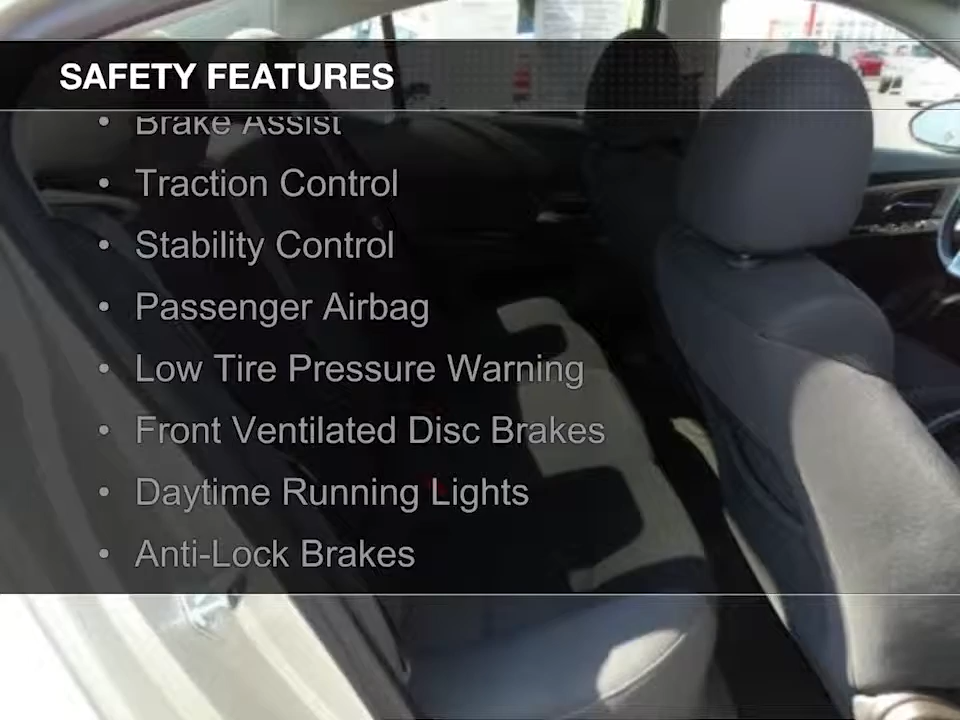 SAFETY FEATURES
• Brake Assist
• Traction Control
• Stability Control
• Passenger Airbag
• Low Tire Pressure Warning
• Front Ventilated Disc Brakes
• Daytime Running Lights
• Anti-Lock Brakes